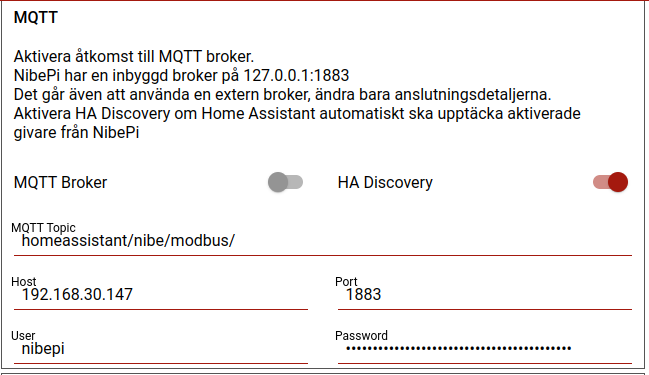 MQTT
Aktivera åtkomst till MQTT broker.
NibePi har en inbyggd broker på 127.0.0.1:1883
Det går även att använda en extern broker, ändra bara anslutningsdetaljerna.
Aktivera HA Discovery om Home Assistant automatiskt ska upptäcka aktiverade
givare från NibePi
MQTT Broker
HA Discovery
MQTT Topic
homeassistant/nibe/modbus/
Host
Port
192.168.30.147
1883
User
Password
nibepi
••••••••••••••••••••••••••••••••••••••••